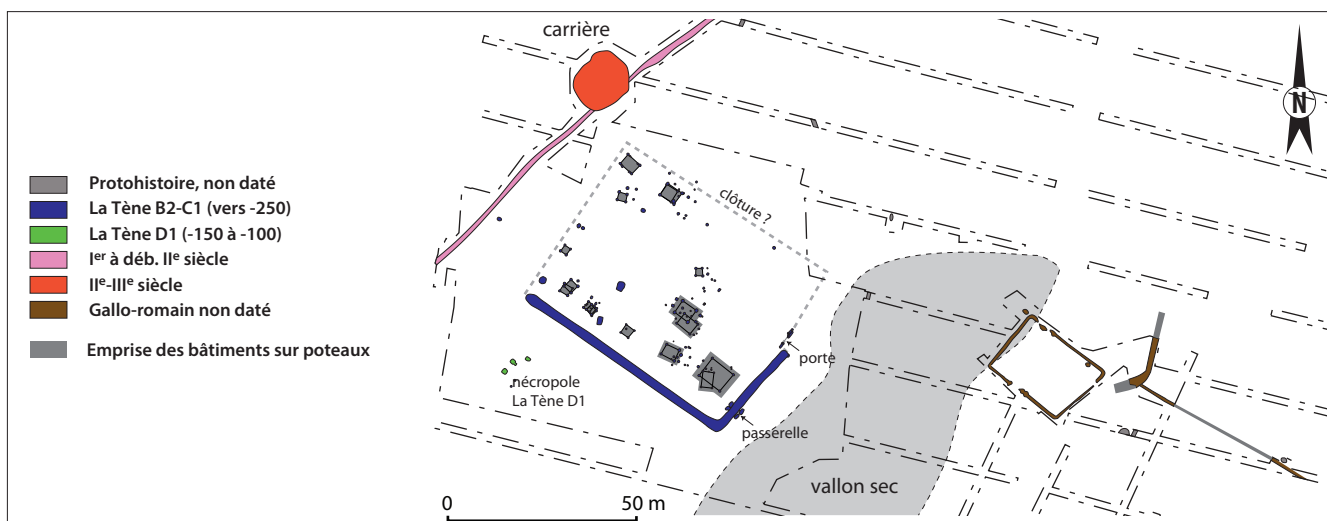 carrière
N
Protohistoire, non daté
La Tène B2-C1 (vers -250)
La Tène D1 (-150 à -100)
Ier à déb. IIe siècle
IIe-IIIe siècle
Gallo-romain non daté
Emprise des bâtiments sur poteaux
clôture ?
porte
nécropole
La Tène D1
passerelle
vallon sec
0 50 m